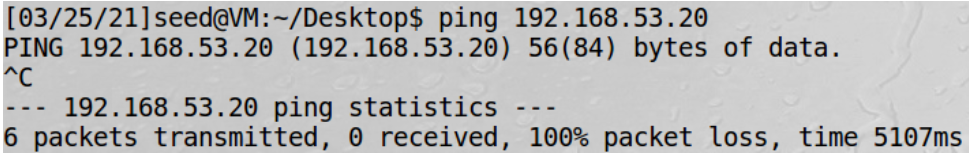 [03/25/21]seed@VM:~/Desktop$ ping 192.168.53.20
PING 192.168.53.20 (192.168.53.20) 56(84) bytes of data.
^C
--- 192.168.53.20 ping statistics ---
6 packets transmitted, 0 received, 100% packet loss, time 5107ms